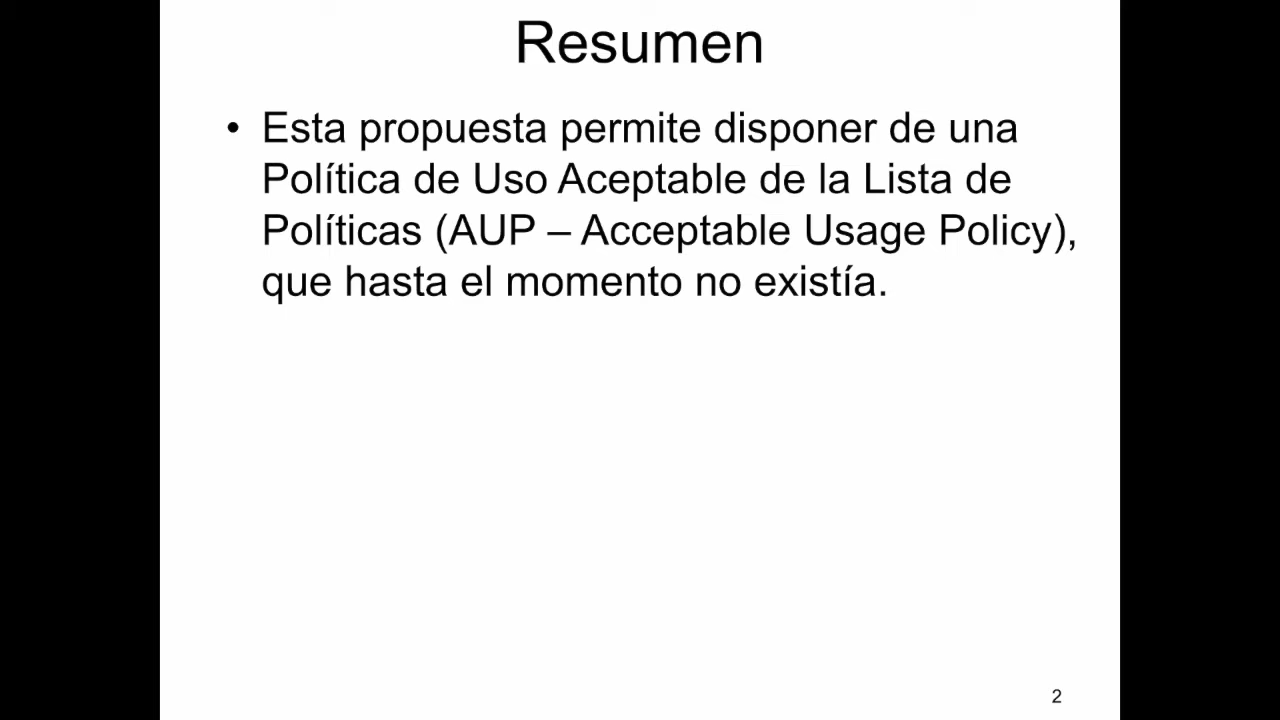 Resumen
• Esta propuesta permite disponer de una
Política de Uso Aceptable de la Lista de
Políticas (AUP – Acceptable Usage Policy),
que hasta el momento no existía.
2